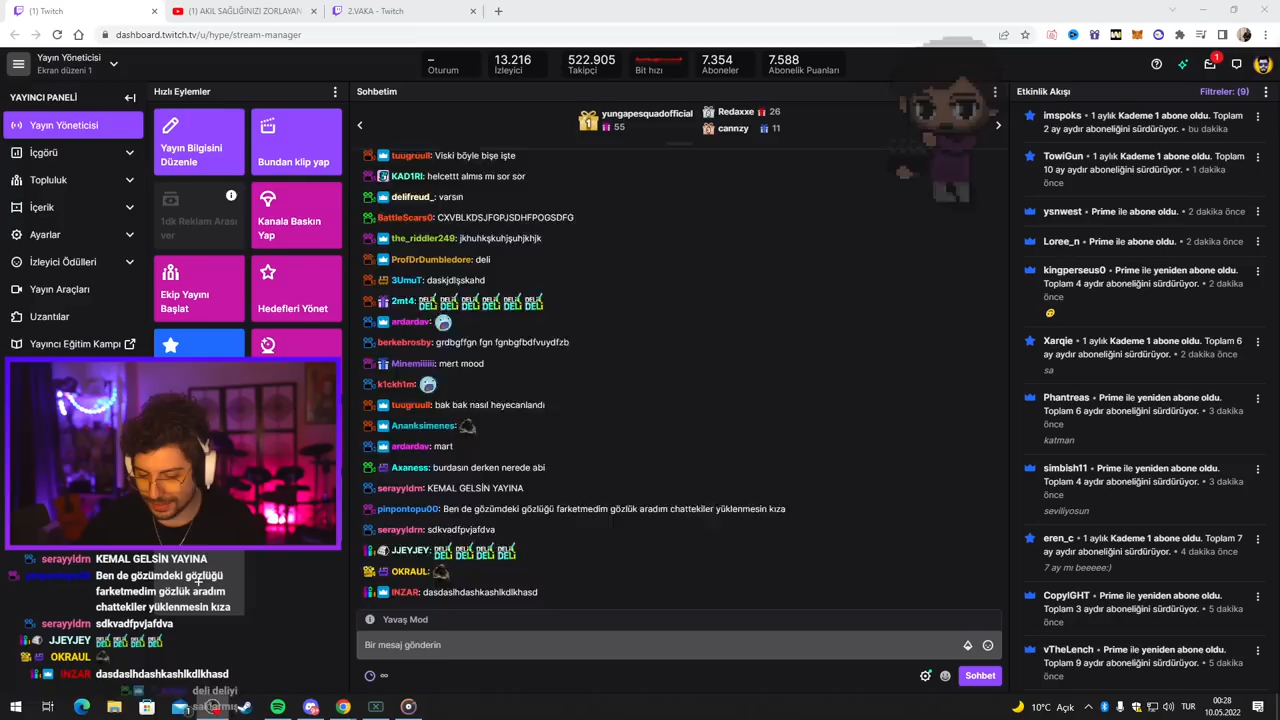 (1) Twitch
(1) AKIL SAĞLIĞINIZI ZORLAYAN
2.VAKA - Twitch
dashboard.twitch.tv/u/hype/stream-manager
Yayın Yöneticisi
Ekran düzeni 1
–
Oturum
13.216
İzleyici
522.905
Takipçi
Bit hızı
7.354
Aboneler
7.588
Abonelik Puanları
1
YAYINCI PANELİ
Yayın Yöneticisi
İçgörü
Topluluk
İçerik
Ayarlar
İzleyici Ödülleri
Yayın Araçları
Uzantılar
Yayıncı Eğitim Kampı
Hızlı Eylemler
Yayın Bilgisini
Düzenle
Bundan klip yap
1dk Reklam Arası
ver
Kanala Baskın
Yap
Ekip Yayını
Başlat
Hedefleri Yönet
Sohbetim
1
yungapesquadofficial
55
Redaxxe 26
cannzy 11
tuugruull: Viski böyle bişe işte
KAD1RI: helcettt alms mı sor sor
delifreud_: varsın
BattleScars0: CXVBLKDSJFGPJSDHFPOGSDFG
the_riddler249: jkhuhkşkuhjşuhjkhjk
ProfDrDumbledore: deli
3UmuT: daskjdlşskahd
2mt4: DELİ DELİ DELİ DELİ DELİ DELİ
ardardav:
berkebrosby: grdbgffgn fgn fgnbgfbdfvuydfzb
Minemiiiiii: mert mood
k1ckh1m:
tuugruull: bak bak nasıl heyecanlandı
Ananksimenes:
ardardav: mart
Axaness: burdasın derken nerede abi
serayyldrn: KEMAL GELSİN YAYINA
pinpontopu00: Ben de gözümdeki gözlüğü farketmedim gözlük aradım chattekiler yüklenmesin kıza
serayyldrn: sdkvadfpvjafdva
JJEYJEY: DELİ DELİ DELİ DELİ
OKRAUL:
INZAR: dasdaslhdashkashlkdlkhasd
Yavaş Mod
Bir mesaj gönderin
Sohbet
Etkinlik Akışı
Filtreler: (9)
imspoks • 1 aylık Kademe 1 abone oldu. Toplam
2 ay aydır aboneliğini sürdürüyor. • bu dakika
TowiGun • 1 aylık Kademe 1 abone oldu. Toplam
10 ay aydır aboneliğini sürdürüyor. • 1 dakika
önce
ysnwest • Prime ile abone oldu. • 2 dakika önce
Loree_n • Prime ile abone oldu. • 2 dakika önce
kingperseus0 • Prime ile yeniden abone oldu.
Toplam 4 aydır aboneliğini sürdürüyor. • 2 dakika
önce
Xarqie • 1 aylık Kademe 1 abone oldu. Toplam 6
ay aydır aboneliğini sürdürüyor. • 2 dakika önce
sa
Phantreas • Prime ile yeniden abone oldu.
Toplam 6 aydır aboneliğini sürdürüyor. • 3 dakika
önce
katman
simbish11 • Prime ile yeniden abone oldu.
Toplam 4 aydır aboneliğini sürdürüyor. • 3 dakika
önce
seviliyosun
eren_c • 1 aylık Kademe 1 abone oldu. Toplam 7
ay aydır aboneliğini sürdürüyor. • 4 dakika önce
7 ay mı beeeee:)
CopyIGHT • Prime ile yeniden abone oldu.
Toplam 3 aydır aboneliğini sürdürüyor. • 5 dakika
önce
vTheLench • Prime ile yeniden abone oldu.
Toplam 9 aydır aboneliğini sürdürüyor. • 5 dakika
önce
serayyldrn KEMAL GELSİN YAYINA
pinpontopu00 Ben de gözümdeki gözlüğü
farketmedim gözlük aradım
chattekiler yüklenmesin kıza
serayyldrn sdkvadfpvjafdva
JJEYJEY DELİ DELİ DELİ DELİ
OKRAUL
INZAR dasdaslhdashkashlkdlkhasd
deli deliyi
10°C Açık
TUR
00:28
10.05.2022